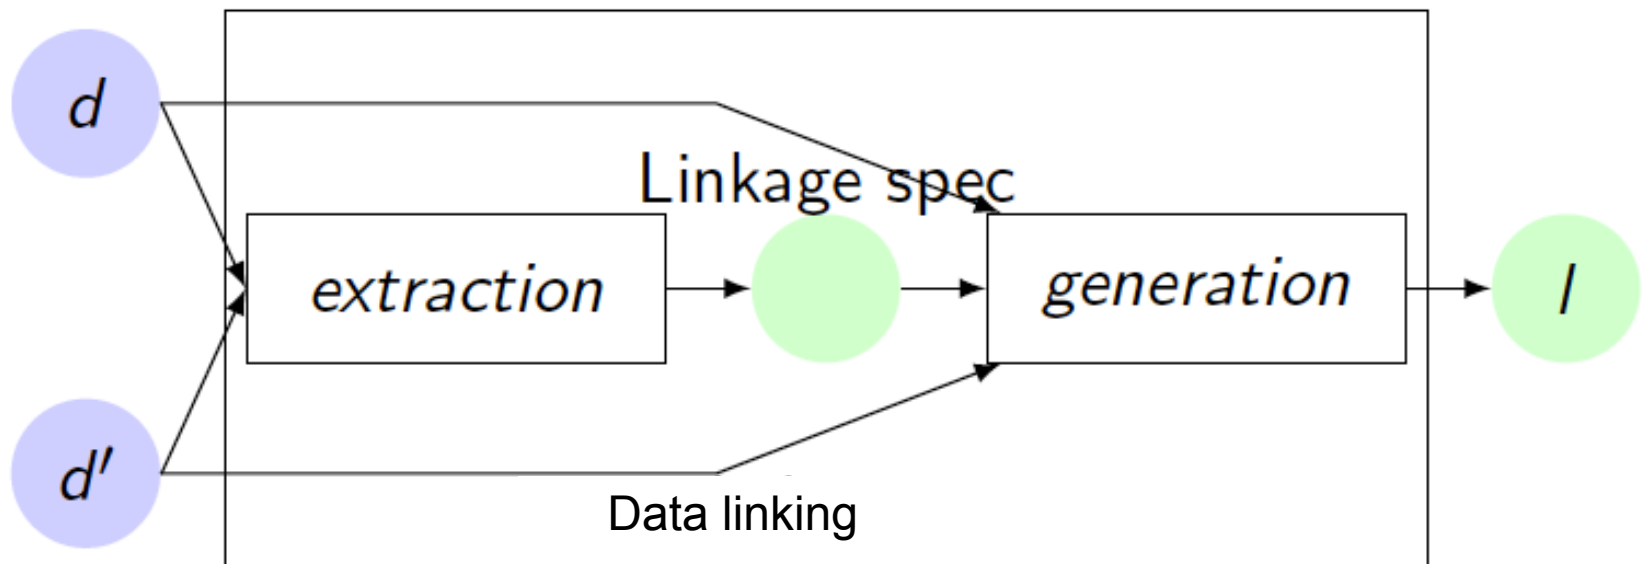 d
Linkage spec
extraction
generation
l
d′
Data linking